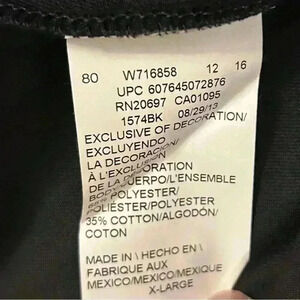 80 W716858 12 16
UPC 607645072876
RN20697 CA01095
1574BK 08/29/13
EXCLUSIVE OF DECORATION/
EXCLUYENDO
LA DECORACION/
À L'EXCLUSION
DE DÉCORATION
BODY/CUERPO/L'ENSEMBLE
65% POLYESTER/
POLIÉSTER/POLYESTER
35% COTTON/ALGODÓN/
COTON
MADE IN \ HECHO EN \
FABRIQUE AUX
MEXICO/MEXICO/MEXIQUE
X-LARGE